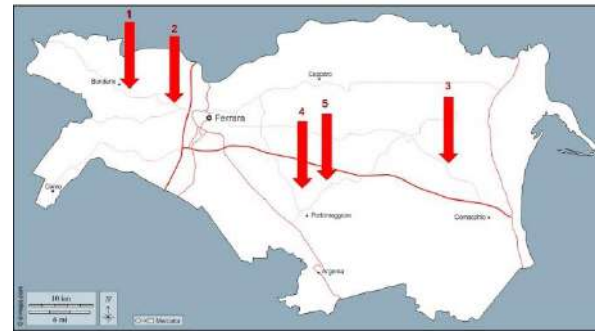 1
2
3
4
5
Bondeno
Copparo
Ferrara
Cento
Portomaggiore
Comacchio
Argenta
10 km
6 mi